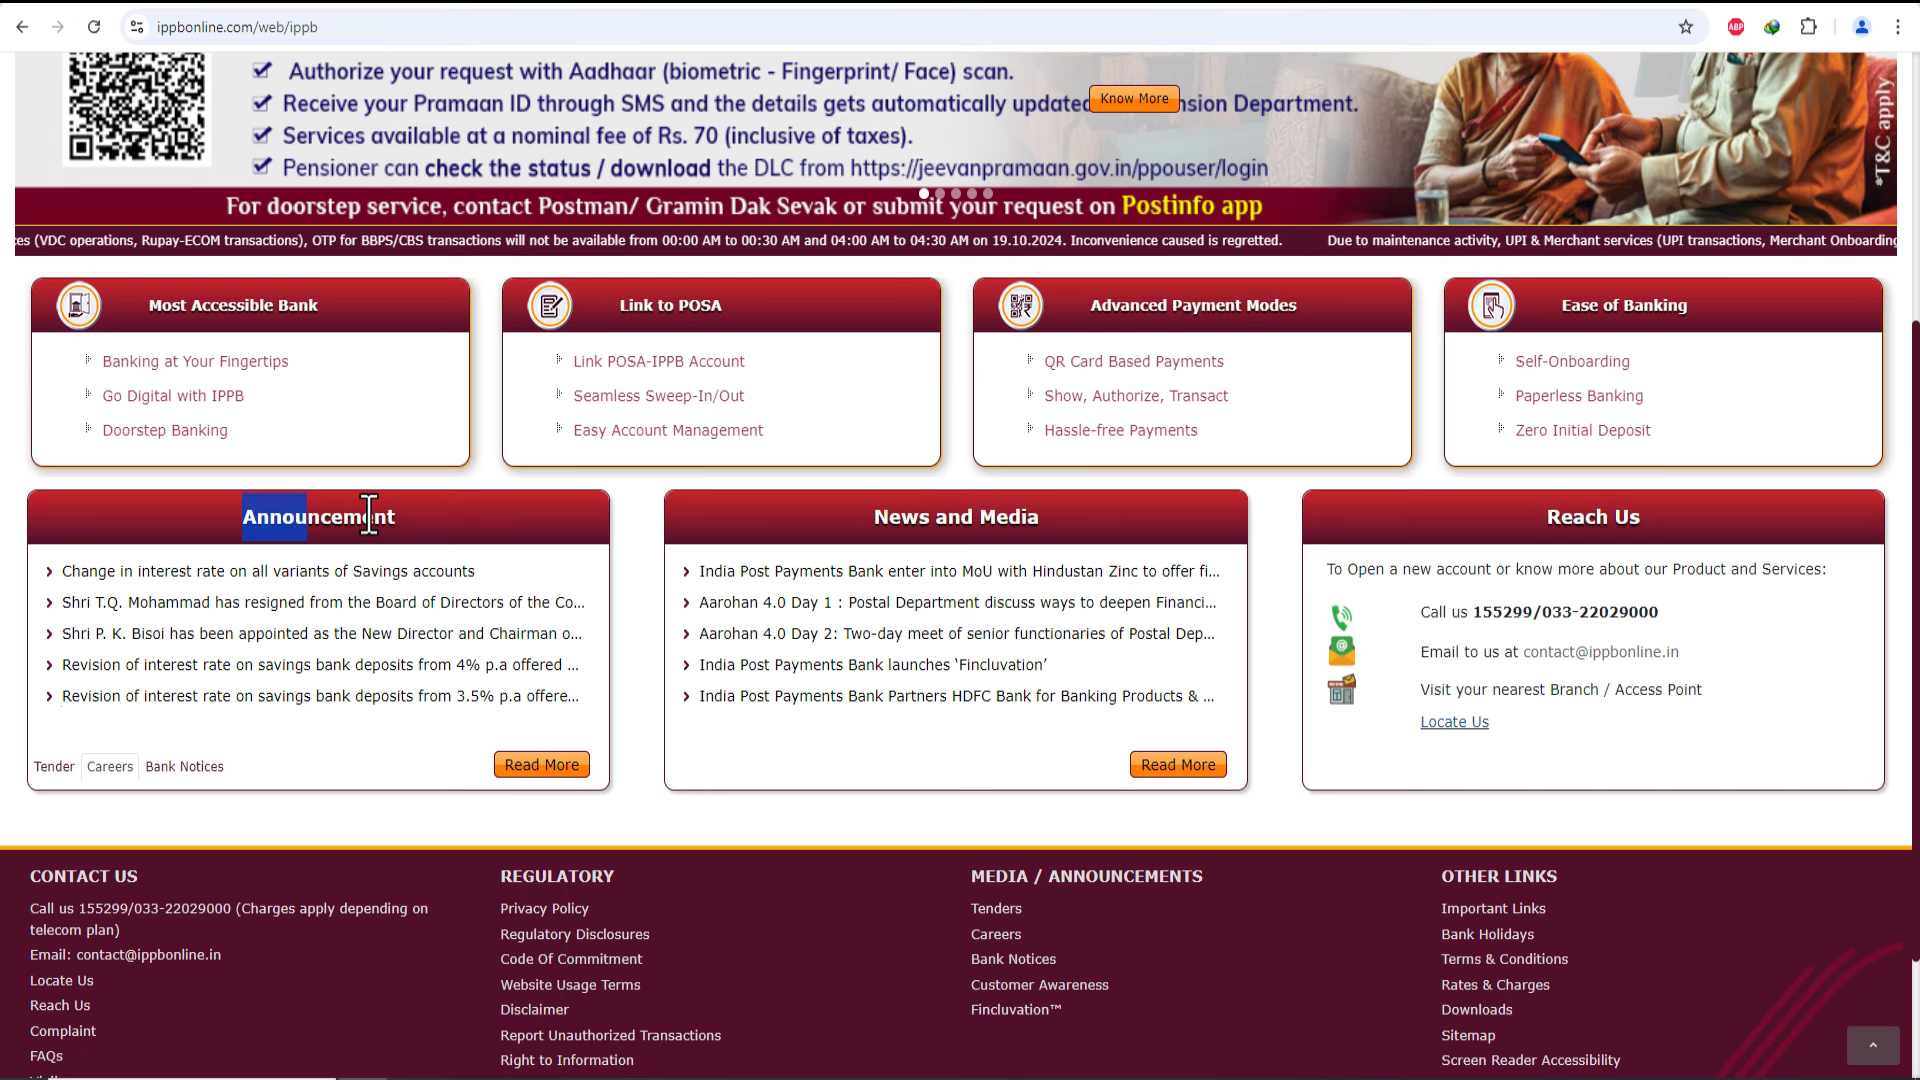 ippbonline.com/web/ippb
ABP
Authorize your request with Aadhaar (biometric - Fingerprint/ Face) scan.
Receive your Pramaan ID through SMS and the details gets automatically updated
nsion Department.
Know More
Services available at a nominal fee of Rs. 70 (inclusive of taxes).
Pensioner can check the status / download the DLC from https://jeevanpramaan.gov.in/ppouser/login
*T&C apply
For doorstep service, contact Postman/ Gramin Dak Sevak or submit your request on Postinfo app
es (VDC operations, Rupay-ECOM transactions), OTP for BBPS/CBS transactions will not be available from 00:00 AM to 00:30 AM and 04:00 AM to 04:30 AM on 19.10.2024. Inconvenience caused is regretted.
Due to maintenance activity, UPI & Merchant services (UPI transactions, Merchant Onboarding
Most Accessible Bank
Banking at Your Fingertips
Go Digital with IPPB
Doorstep Banking
Link to POSA
Link POSA-IPPB Account
Seamless Sweep-In/Out
Easy Account Management
Advanced Payment Modes
QR Card Based Payments
Show, Authorize, Transact
Hassle-free Payments
Ease of Banking
Self-Onboarding
Paperless Banking
Zero Initial Deposit
Announcement
Change in interest rate on all variants of Savings accounts
Shri T.Q. Mohammad has resigned from the Board of Directors of the Co...
Shri P. K. Bisoi has been appointed as the New Director and Chairman o...
Revision of interest rate on savings bank deposits from 4% p.a offered ...
Revision of interest rate on savings bank deposits from 3.5% p.a offere...
Tender
Careers
Bank Notices
Read More
News and Media
India Post Payments Bank enter into MoU with Hindustan Zinc to offer fi...
Aarohan 4.0 Day 1 : Postal Department discuss ways to deepen Financi...
Aarohan 4.0 Day 2: Two-day meet of senior functionaries of Postal Dep...
India Post Payments Bank launches ‘Fincluvation’
India Post Payments Bank Partners HDFC Bank for Banking Products & ...
Read More
Reach Us
To Open a new account or know more about our Product and Services:
Call us 155299/033-22029000
Email to us at contact@ippbonline.in
Visit your nearest Branch / Access Point
Locate Us
CONTACT US
Call us 155299/033-22029000 (Charges apply depending on
telecom plan)
Email: contact@ippbonline.in
Locate Us
Reach Us
Complaint
FAQs
REGULATORY
Privacy Policy
Regulatory Disclosures
Code Of Commitment
Website Usage Terms
Disclaimer
Report Unauthorized Transactions
Right to Information
MEDIA / ANNOUNCEMENTS
Tenders
Careers
Bank Notices
Customer Awareness
Fincluvation™
OTHER LINKS
Important Links
Bank Holidays
Terms & Conditions
Rates & Charges
Downloads
Sitemap
Screen Reader Accessibility